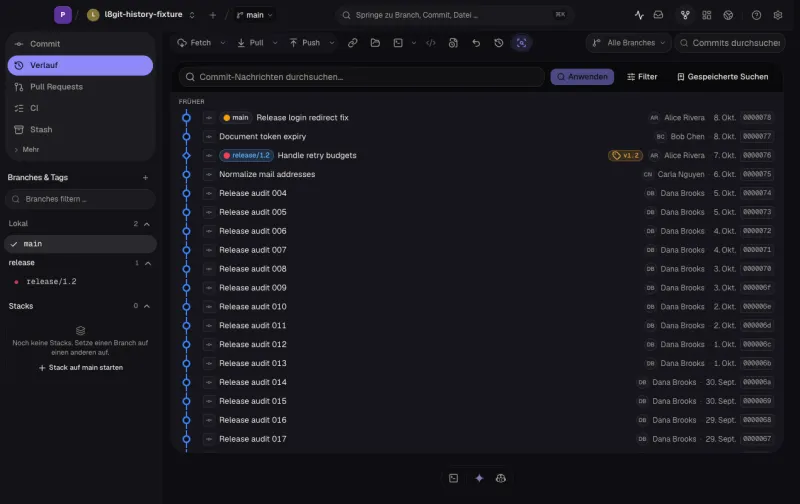 P
L
l8git-history-fixture
main
Springe zu Branch, Commit, Datei ...
⌘K
Commit
Verlauf
Pull Requests
CI
Stash
Mehr
Fetch
Pull
Push
Alle Branches
Commits durchsuchen
Commit-Nachrichten durchsuchen...
Anwenden
Filter
Gespeicherte Suchen
Branches & Tags
Branches filtern ...
Lokal 2
main
release 1
release/1.2
Stacks 0
Noch keine Stacks. Setze einen Branch auf
einen anderen auf.
Stack auf main starten
FRÜHER
main Release login redirect fix AR Alice Rivera · 8. Okt. 0000078
Document token expiry BC Bob Chen · 8. Okt. 0000077
release/1.2 Handle retry budgets v1.2 AR Alice Rivera · 7. Okt. 0000076
Normalize mail addresses CN Carla Nguyen · 6. Okt. 0000075
Release audit 004 DB Dana Brooks · 5. Okt. 0000074
Release audit 005 DB Dana Brooks · 5. Okt. 0000073
Release audit 006 DB Dana Brooks · 4. Okt. 0000072
Release audit 007 DB Dana Brooks · 4. Okt. 0000071
Release audit 008 DB Dana Brooks · 3. Okt. 0000070
Release audit 009 DB Dana Brooks · 3. Okt. 000006f
Release audit 010 DB Dana Brooks · 2. Okt. 000006e
Release audit 011 DB Dana Brooks · 2. Okt. 000006d
Release audit 012 DB Dana Brooks · 1. Okt. 000006c
Release audit 013 DB Dana Brooks · 1. Okt. 000006b
Release audit 014 DB Dana Brooks · 30. Sept. 000006a
Release audit 015 DB Dana Brooks · 30. Sept. 0000069
Release audit 016 DB Dana Brooks · 29. Sept. 0000068
Release audit 017 DB Dana Brooks · 29. Sept. 0000067